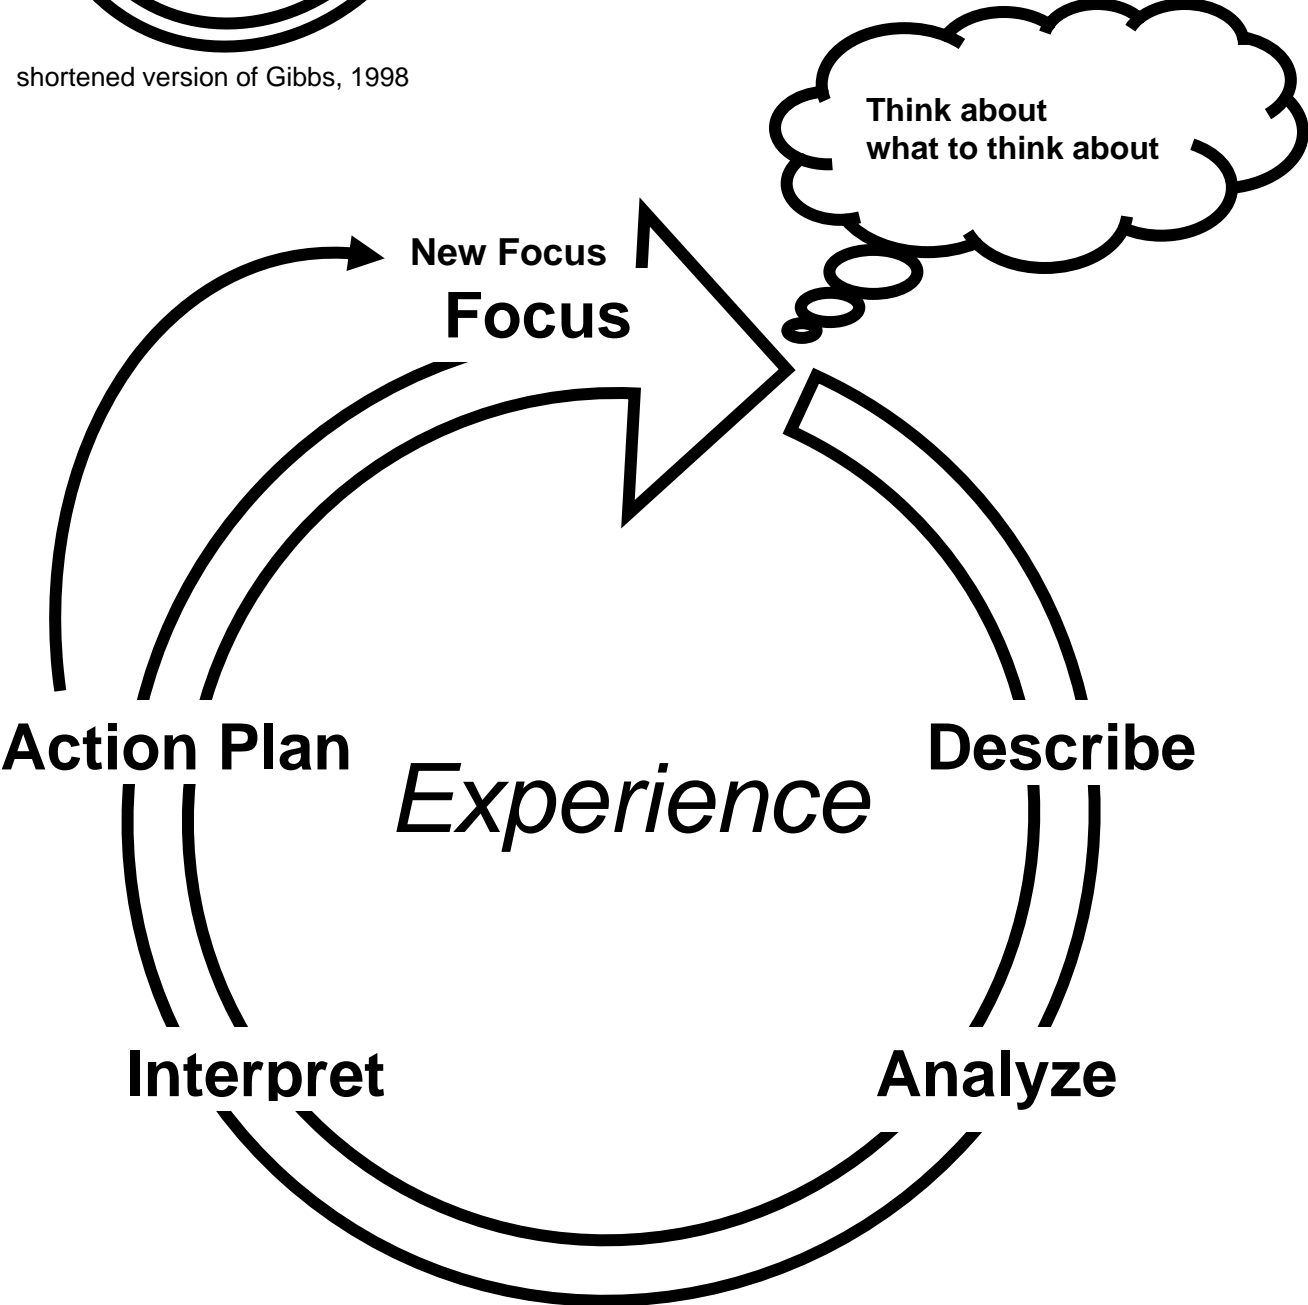 shortened version of Gibbs, 1998
Think about
what to think about
New Focus
Focus
Action Plan
Describe
Experience
Interpret
Analyze